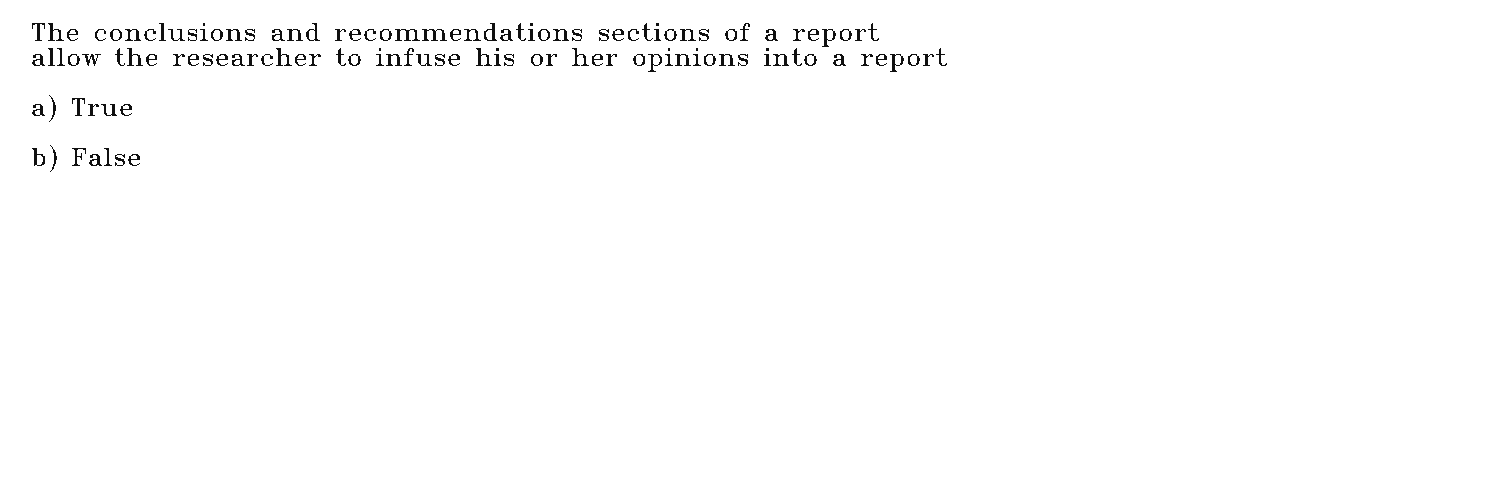 The conclusions and recommendations sections of a report
allow the researcher to infuse his or her opinions into a report
a) True
b) False